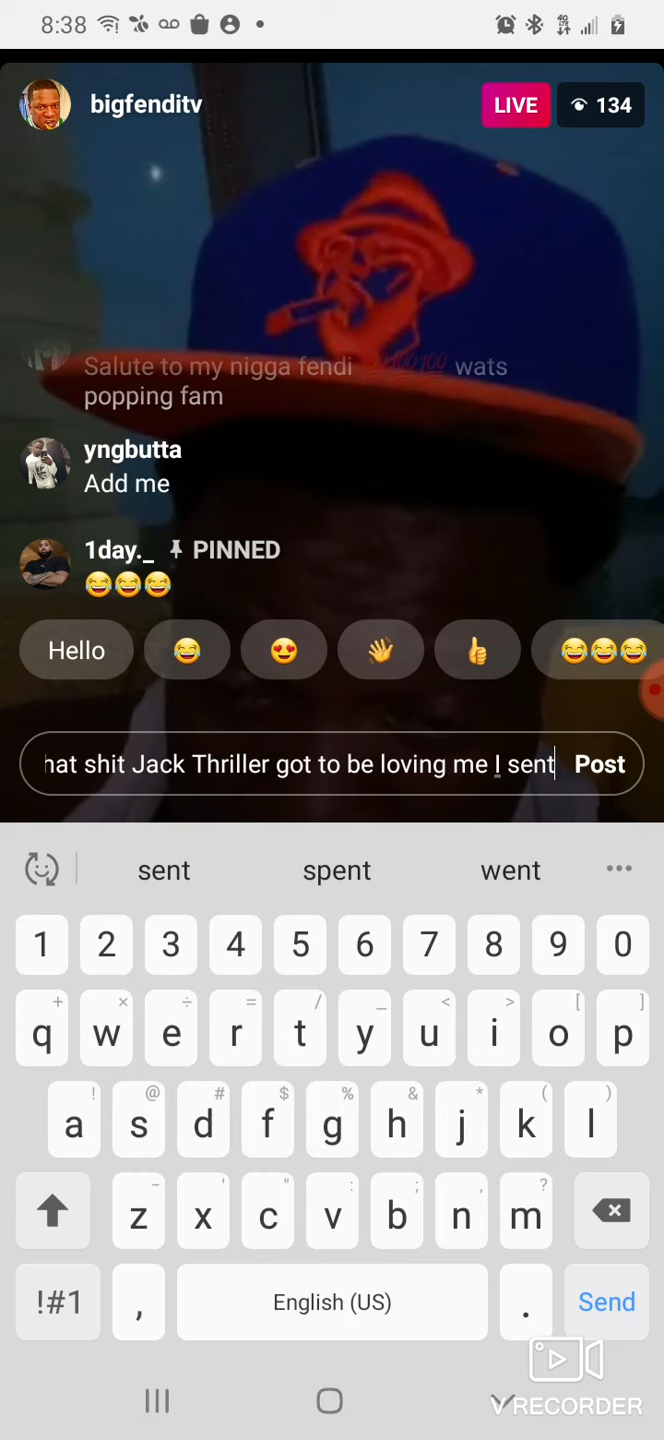 8:38
bigfenditv
LIVE
134
Salute to my nigga fendi 💯100100 wats
popping fam
yngbutta
Add me
1day._ PINNED
😂😂😂
Hello 😂 😍 👋 👍 😂😂😂
hat shit Jack Thriller got to be loving me I sent Post
sent spent went •••
1 2 3 4 5 6 7 8 9 0
+ × ÷ = / _ < > [ ]
q w e r t y u i o p
! @ # $ % & * ( )
a s d f g h j k l
- ' " : ; , ?
z x c v b n m
!#1 , English (US) . Send
V RECORDER